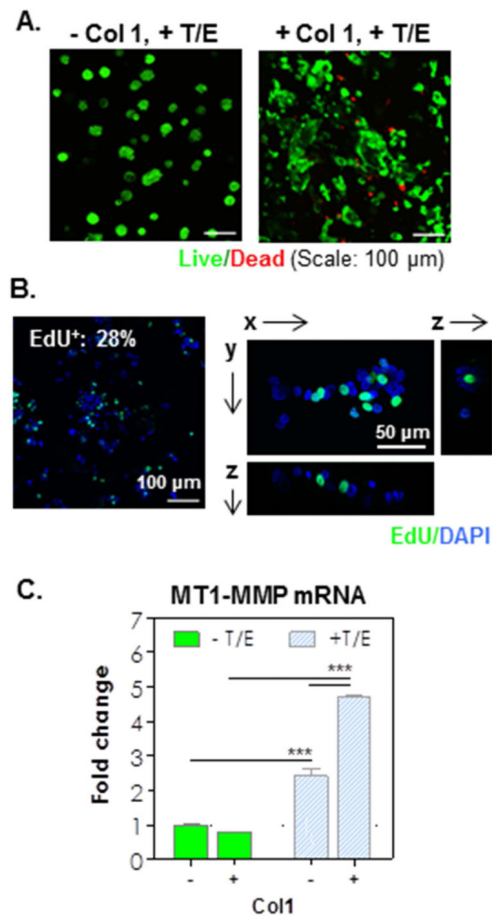 A.
- Col 1, + T/E
+ Col 1, + T/E
Live/Dead (Scale: 100 µm)
B.
EdU⁺: 28%
100 µm
x
y
z
50 µm
z
EdU/DAPI
C.
MT1-MMP mRNA
- T/E
+T/E
Fold change
7
6
5
4
3
2
1
0
***
***
- + - +
Col1